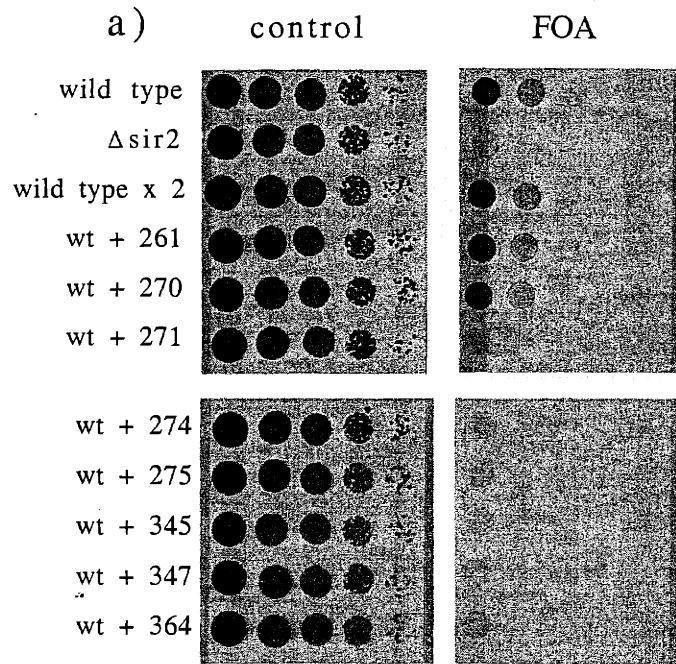 a) control FOA
wild type
Δsir2
wild type x 2
wt + 261
wt + 270
wt + 271
wt + 274
wt + 275
wt + 345
wt + 347
wt + 364